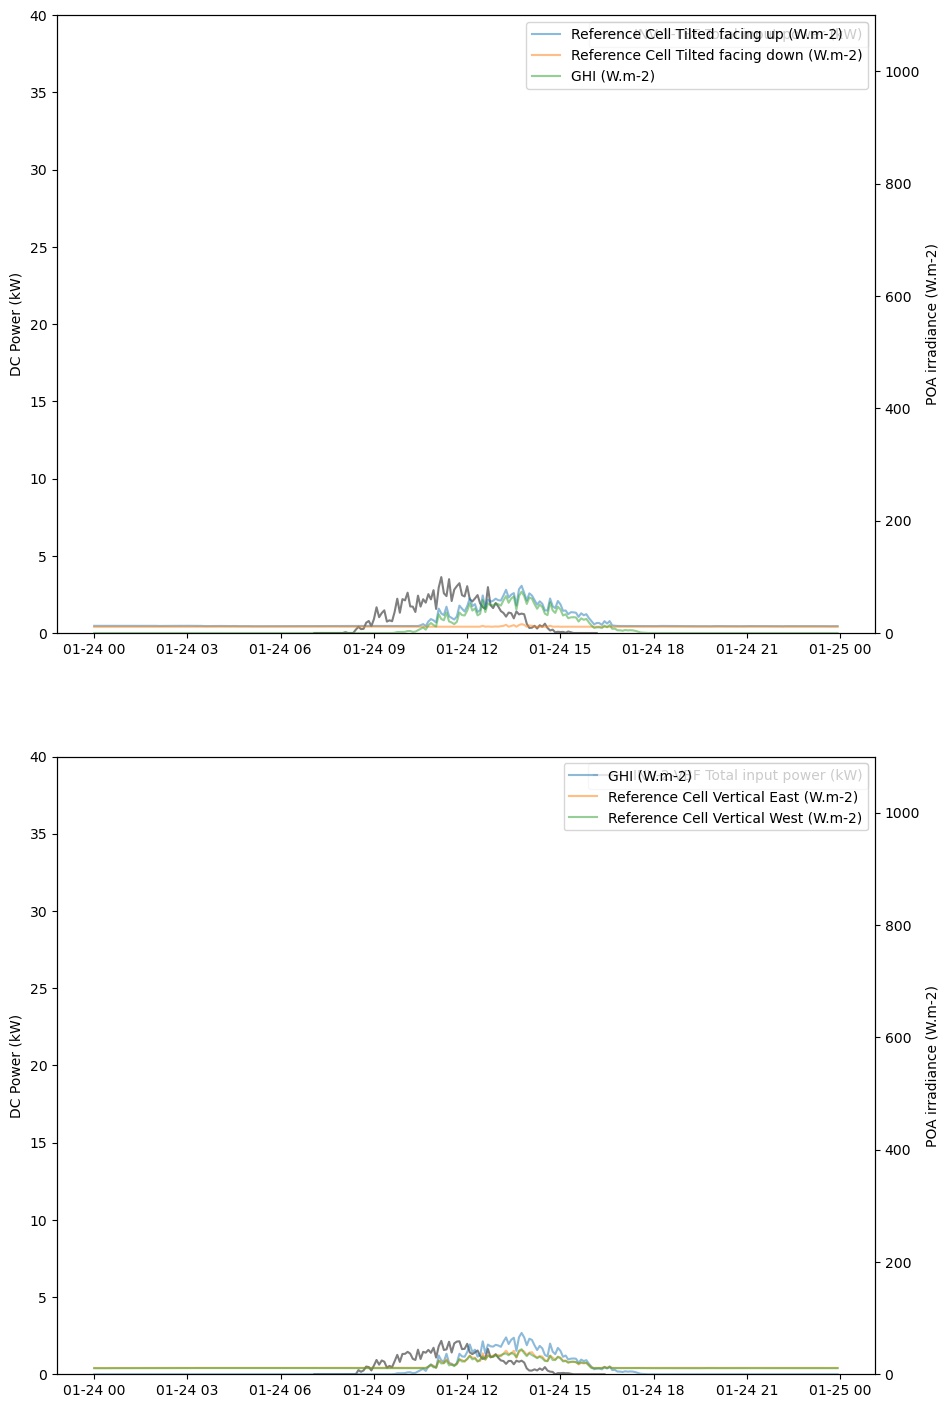 40
35
30
25
20
15
10
5
0
DC Power (kW)
Reference Cell Tilted facing up (W.m-2)
Reference Cell Tilted facing down (W.m-2)
GHI (W.m-2)
1000
800
600
400
200
0
POA irradiance (W.m-2)
01-24 00 01-24 03 01-24 06 01-24 09 01-24 12 01-24 15 01-24 18 01-24 21 01-25 00
40
35
30
25
20
15
10
5
0
DC Power (kW)
GHI (W.m-2)
Total input power (kW)
Reference Cell Vertical East (W.m-2)
Reference Cell Vertical West (W.m-2)
1000
800
600
400
200
0
POA irradiance (W.m-2)
01-24 00 01-24 03 01-24 06 01-24 09 01-24 12 01-24 15 01-24 18 01-24 21 01-25 00